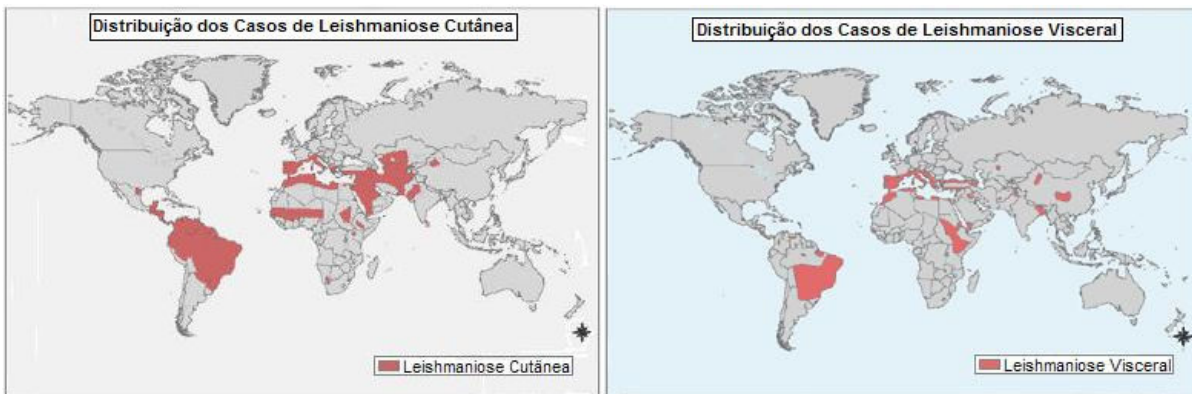 Distribuição dos Casos de Leishmaniose Cutânea
Leishmaniose Cutânea
Distribuição dos Casos de Leishmaniose Visceral
Leishmaniose Visceral